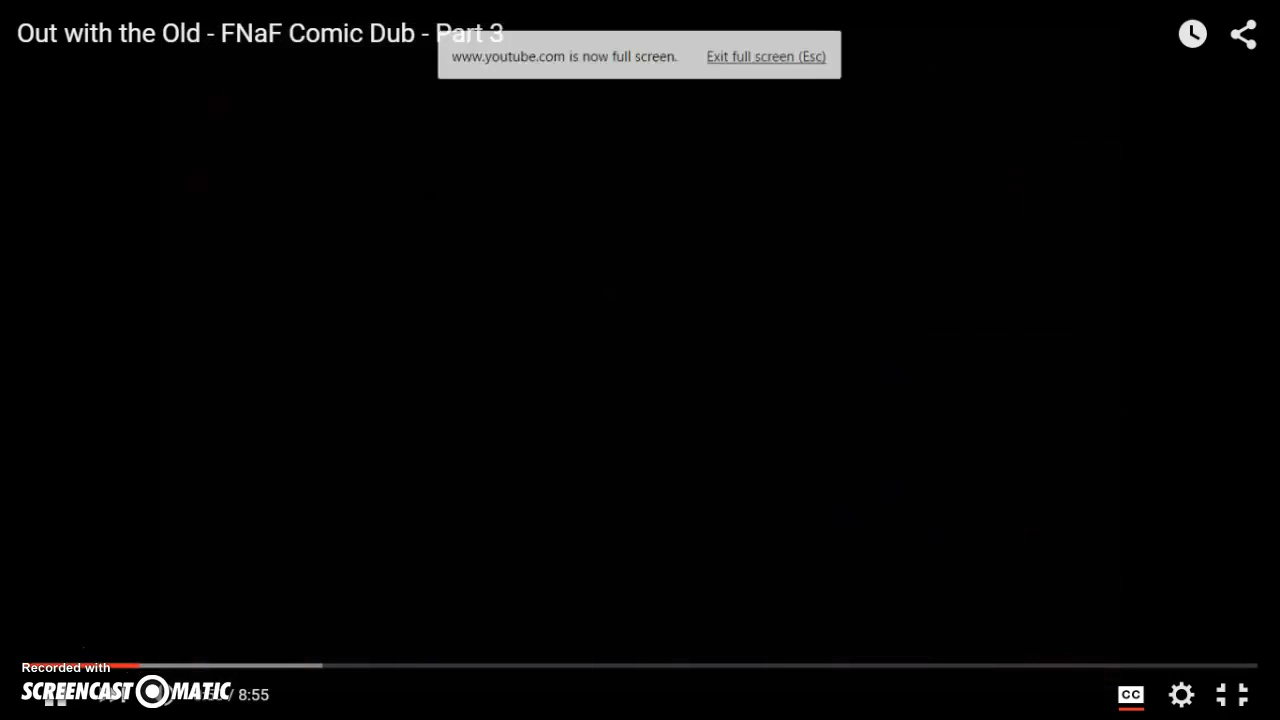 Out with the Old - FNaF Comic Dub - Part 3
www.youtube.com is now full screen. Exit full screen (Esc)
Recorded with
SCREENCAST O MATIC
/ 8:55
CC